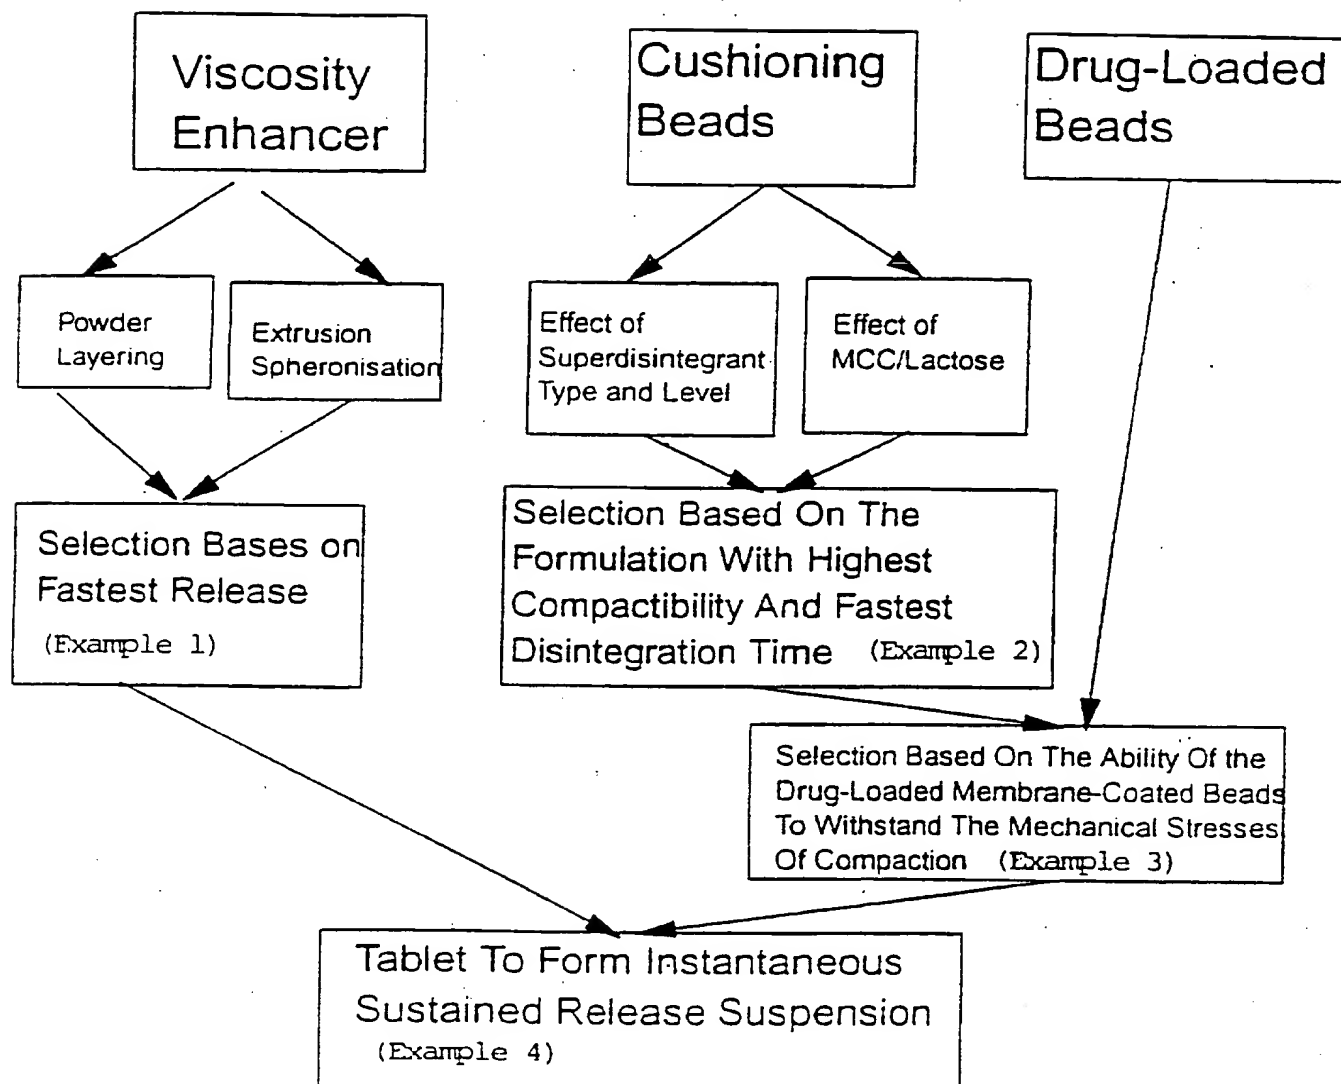 Viscosity
Enhancer
Cushioning
Beads
Drug-Loaded
Beads
Powder
Layering
Extrusion
Spheronisation
Effect of
Superdisintegrant
Type and Level
Effect of
MCC/Lactose
Selection Bases on
Fastest Release
(Example 1)
Selection Based On The
Formulation With Highest
Compactibility And Fastest
Disintegration Time (Example 2)
Selection Based On The Ability Of the
Drug-Loaded Membrane-Coated Beads
To Withstand The Mechanical Stresses
Of Compaction (Example 3)
Tablet To Form Instantaneous
Sustained Release Suspension
(Example 4)